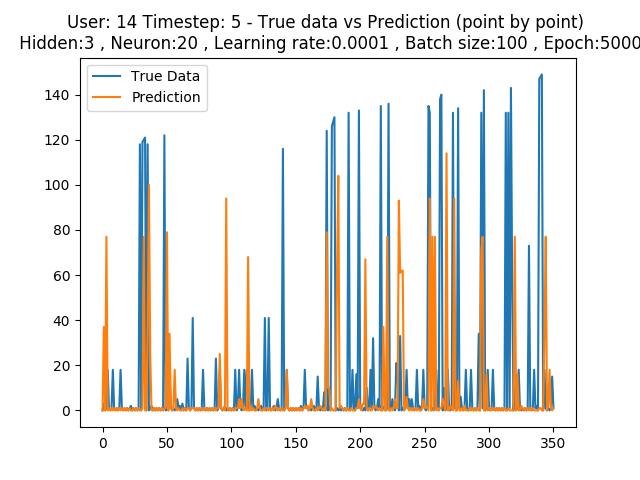 User: 14 Timestep: 5 - True data vs Prediction (point by point)
Hidden:3 , Neuron:20 , Learning rate:0.0001 , Batch size:100 , Epoch:5000
True Data
Prediction
140
120
100
80
60
40
20
0
0 50 100 150 200 250 300 350